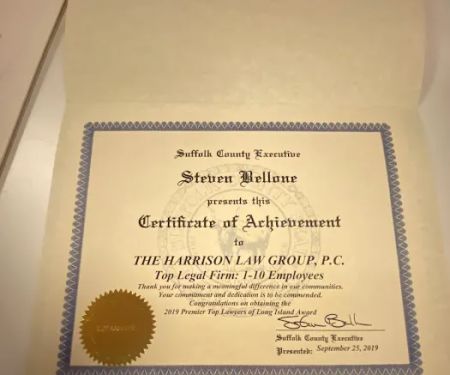 Suffolk County Executive
Steven Bellone
presents this
Certificate of Achievement
to
THE HARRISON LAW GROUP, P.C.
Top Legal Firm: 1-10 Employees
Thank you for making a meaningful difference in our communities.
Your commitment and dedication is to be commended.
Congratulations on obtaining the
2019 Premier Top Lawyers of Long Island Award
Suffolk County Executive
Presented: September 25, 2019